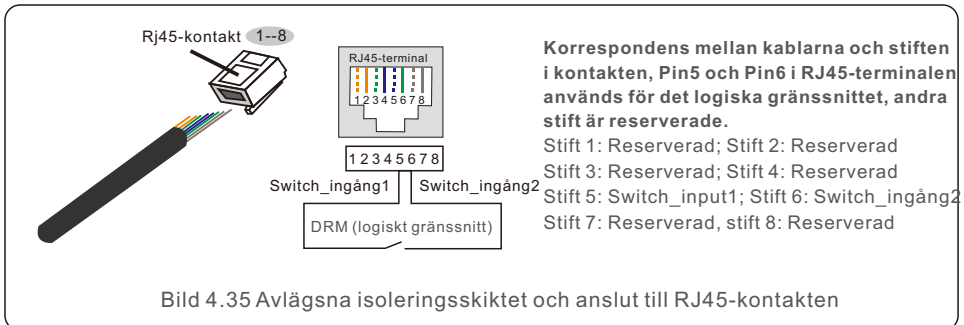 Rj45-kontakt 1--8
RJ45-terminal
1 2 3 4 5 6 7 8
1 2 3 4 5 6 7 8
Switch_ingång1 Switch_ingång2
DRM (logiskt gränssnitt)
Korrespondens mellan kablarna och stiften
i kontakten, Pin5 och Pin6 i RJ45-terminalen
används för det logiska gränssnittet, andra
stift är reserverade.
Stift 1: Reserverad; Stift 2: Reserverad
Stift 3: Reserverad; Stift 4: Reserverad
Stift 5: Switch_input1; Stift 6: Switch_ingång2
Stift 7: Reserverad, stift 8: Reserverad
Bild 4.35 Avlägsna isoleringsskiktet och anslut till RJ45-kontakten